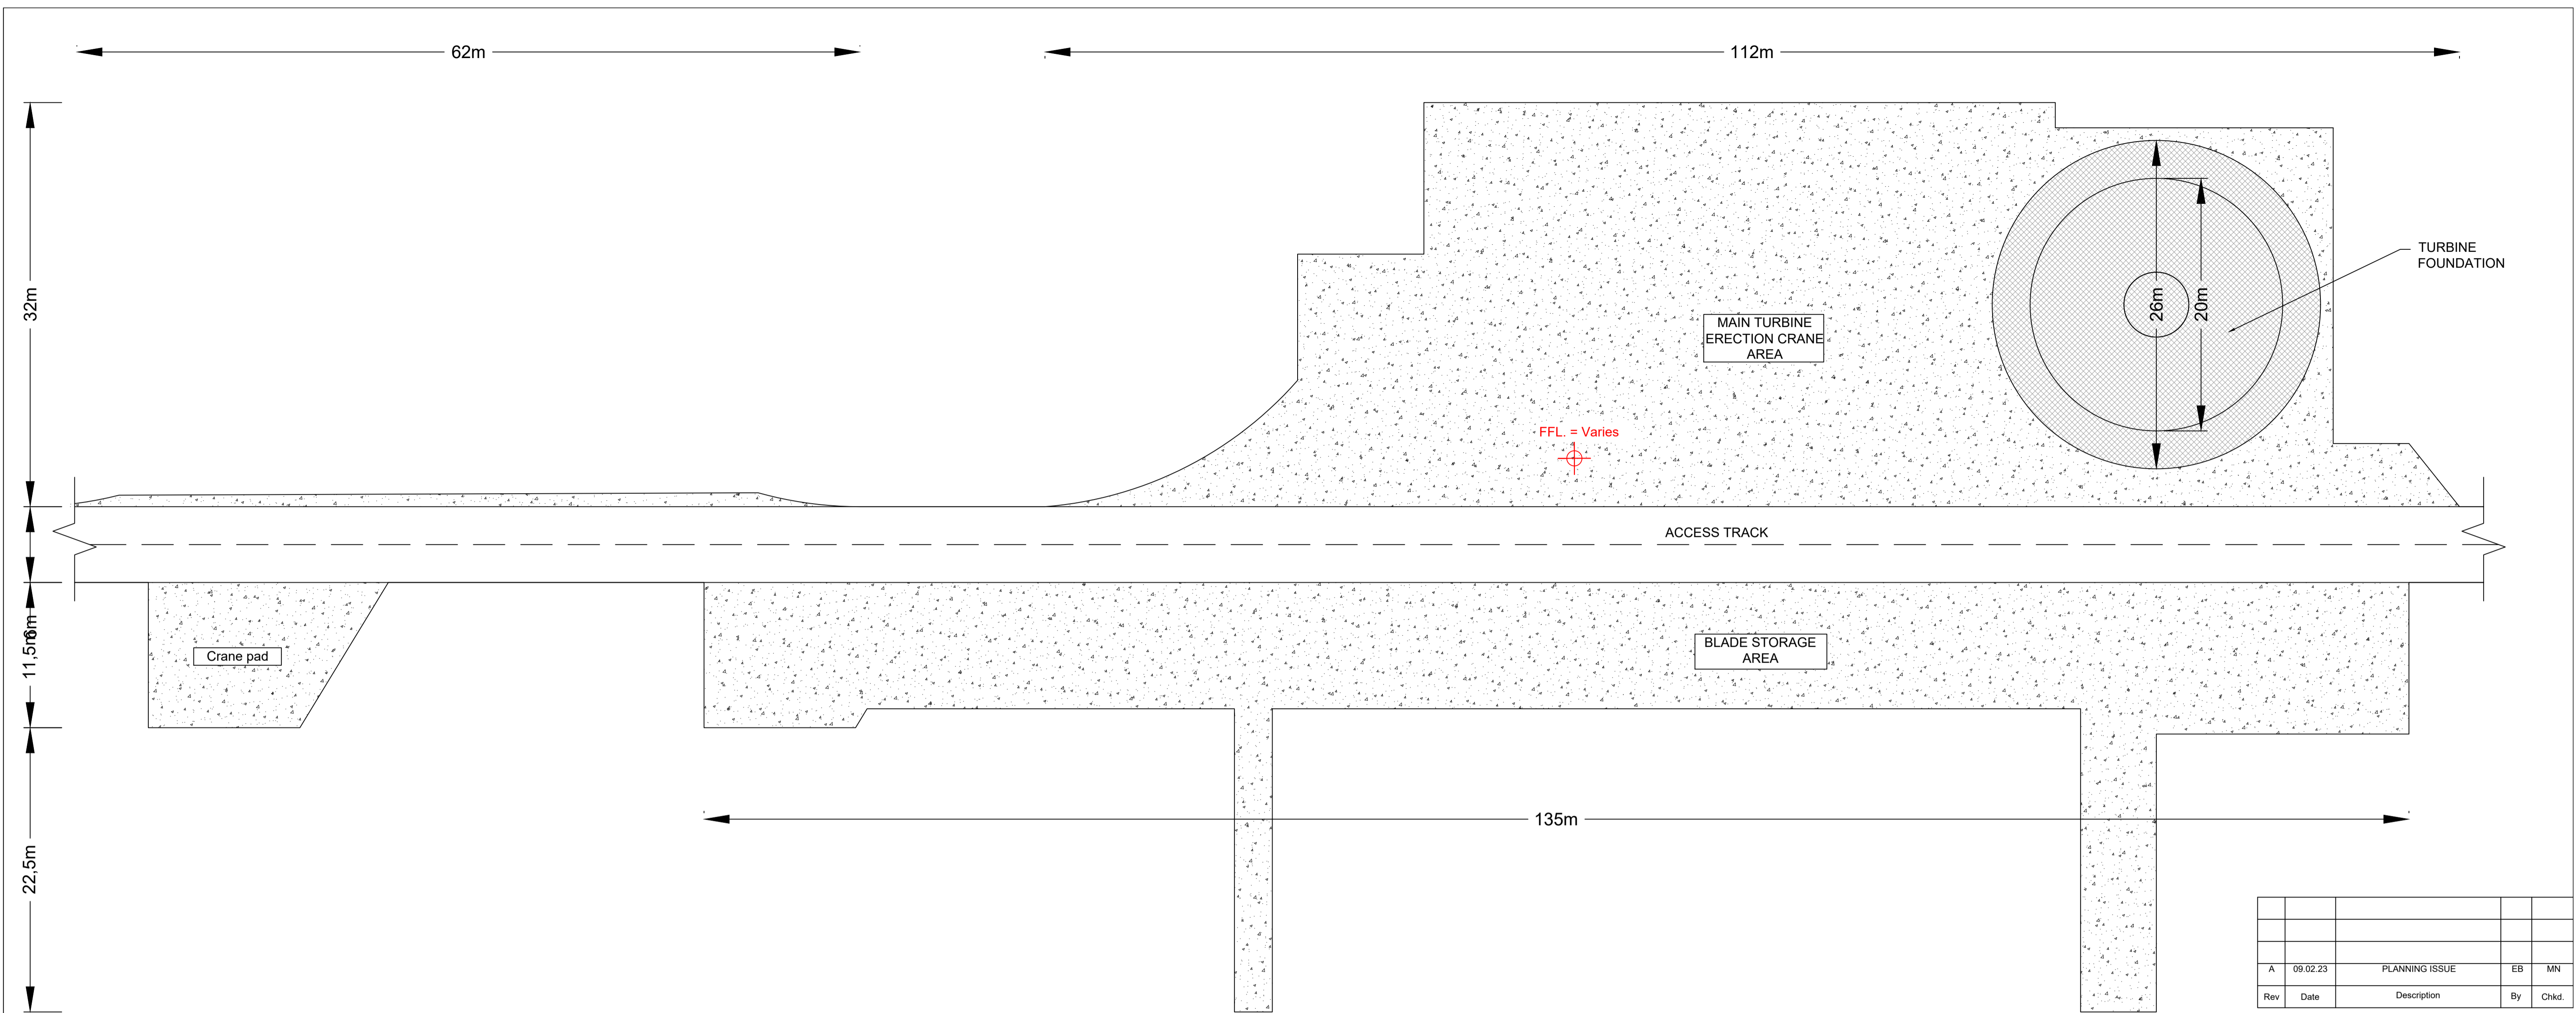 62m
112m
32m
TURBINE
FOUNDATION
26m
20m
MAIN TURBINE
ERECTION CRANE
AREA
FFL. = Varies
ACCESS TRACK
6m
11,5m
Crane pad
BLADE STORAGE
AREA
135m
22,5m
A 09.02.23 PLANNING ISSUE EB MN
Rev Date Description By Chkd.